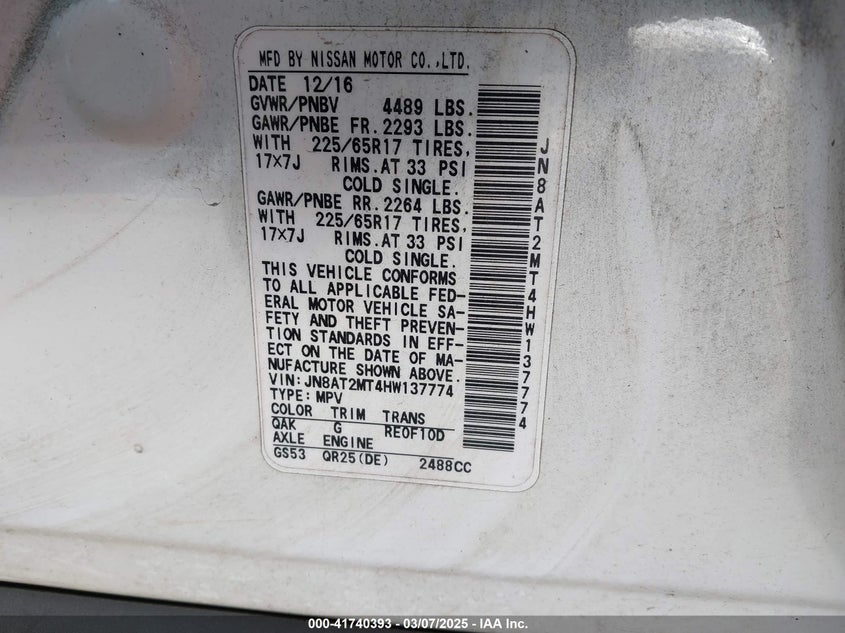 MFD BY NISSAN MOTOR CO.,LTD.
DATE 12/16
GVWR/PNBV 4489 LBS.
GAWR/PNBE FR. 2293 LBS.
WITH 225/65R17 TIRES,
17×7J RIMS.AT 33 PSI
COLD SINGLE.
GAWR/PNBE RR. 2264 LBS.
WITH 225/65R17 TIRES,
17×7J RIMS.AT 33 PSI
COLD SINGLE.
THIS VEHICLE CONFORMS
TO ALL APPLICABLE FED-
ERAL MOTOR VEHICLE SA-
FETY AND THEFT PREVEN-
TION STANDARDS IN EFF-
ECT ON THE DATE OF MA-
NUFACTURE SHOWN ABOVE.
VIN:JN8AT2MT4HW137774
TYPE: MPV
COLOR TRIM TRANS
QAK G RE0F10D
AXLE ENGINE
GS53 QR25(DE) 2488CC
JN8AT2MT4HW137774
000-41740393 - 03/07/2025 - IAA Inc.